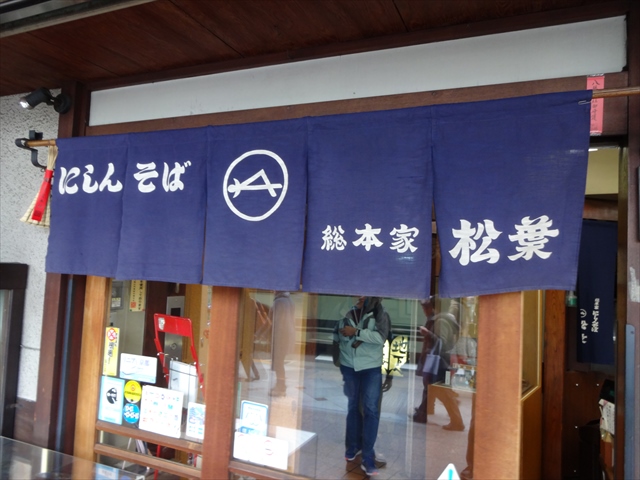 にしん そば
総本家
松葉